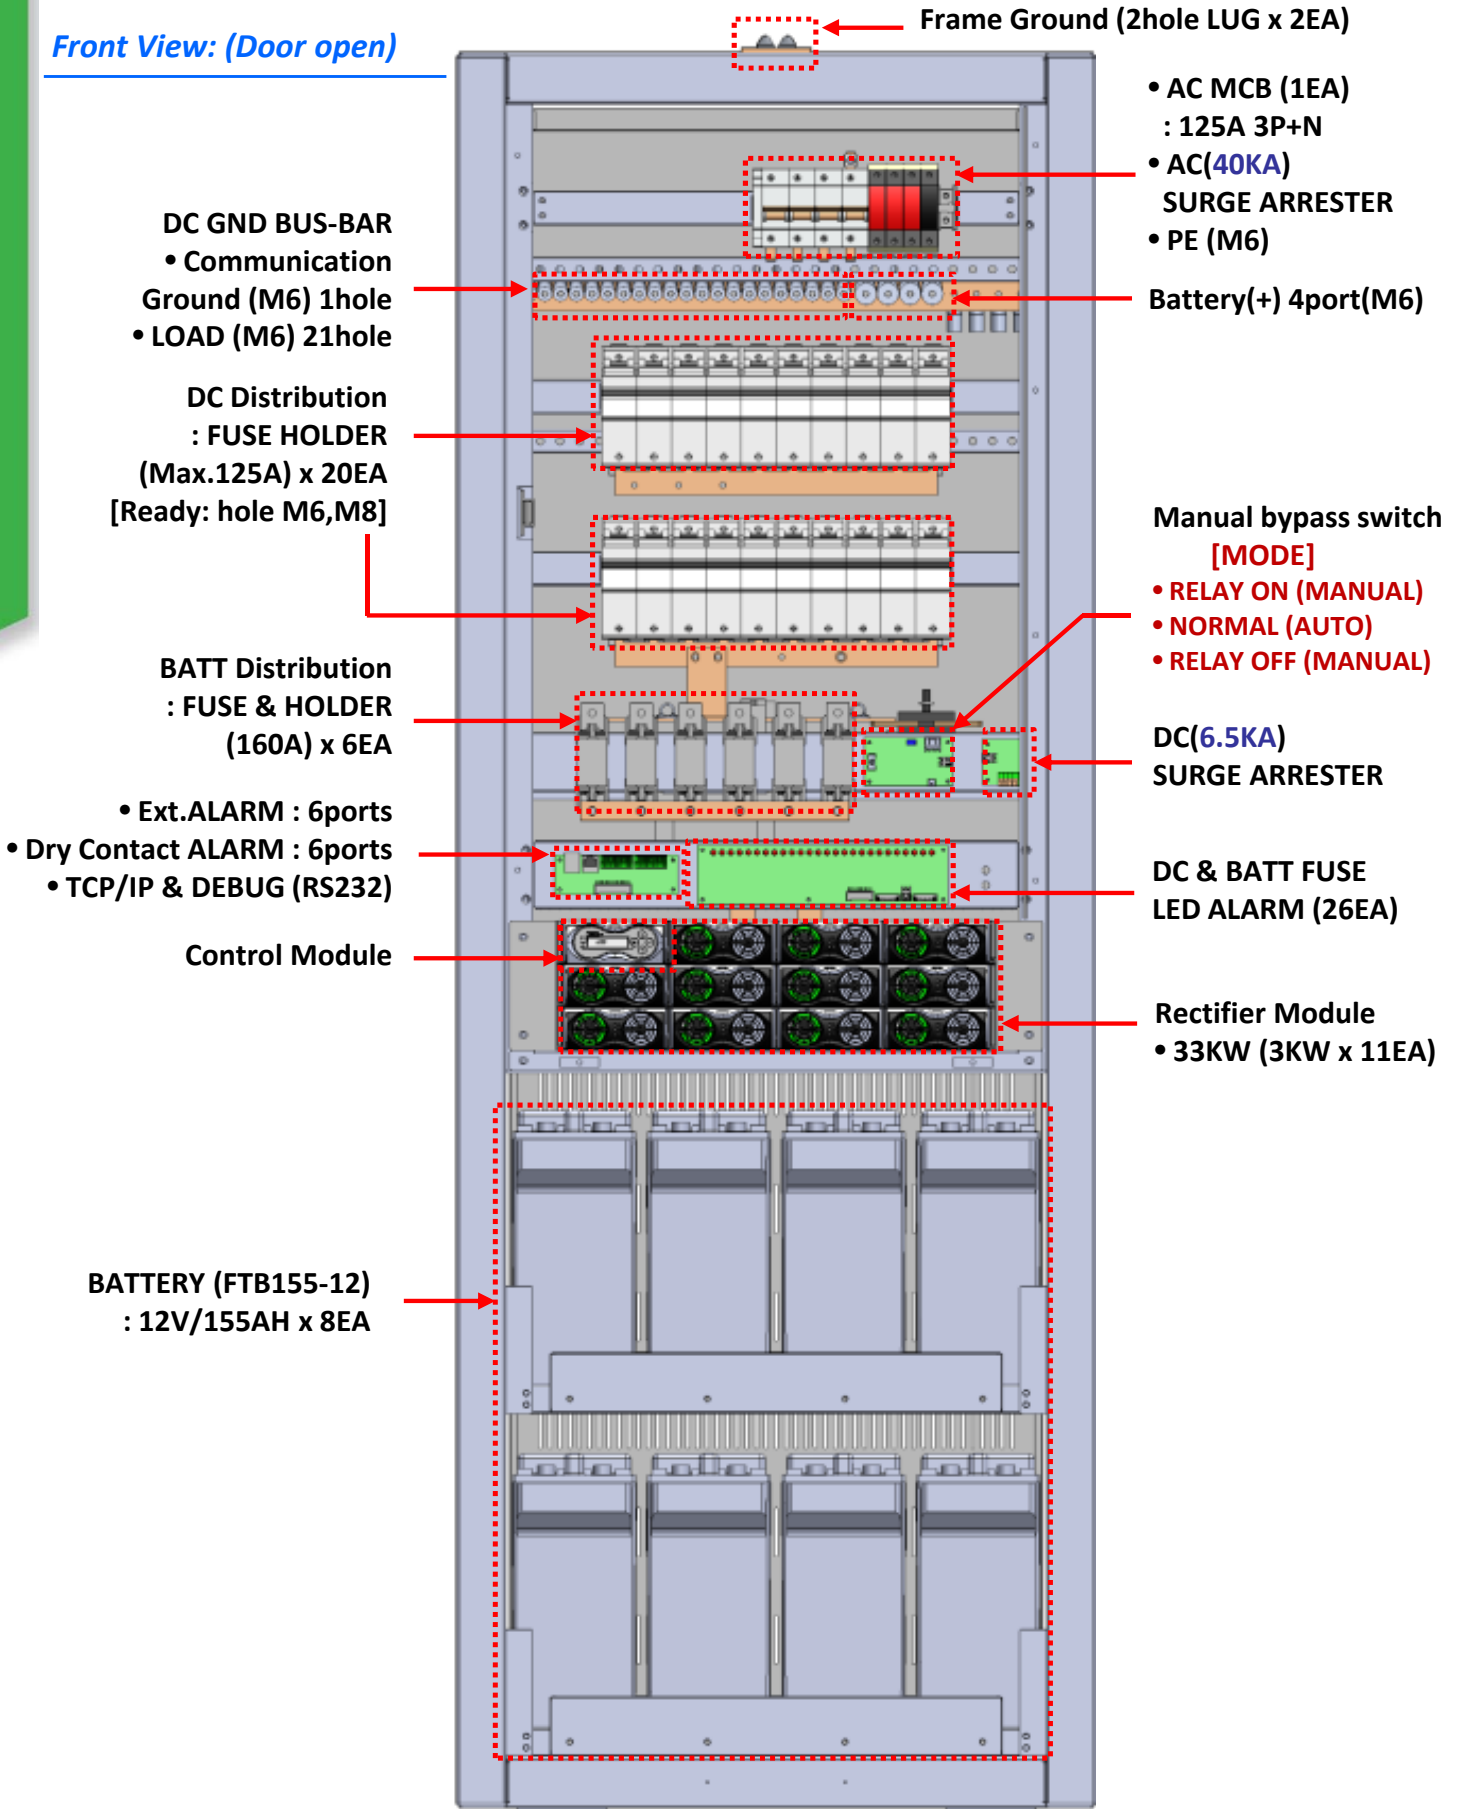 Front View: (Door open)
Frame Ground (2hole LUG x 2EA)
• AC MCB (1EA)
: 125A 3P+N
• AC(40KA)
SURGE ARRESTER
• PE (M6)
DC GND BUS-BAR
• Communication
Ground (M6) 1hole
• LOAD (M6) 21hole
Battery(+) 4port(M6)
DC Distribution
: FUSE HOLDER
(Max.125A) x 20EA
[Ready: hole M6,M8]
Manual bypass switch
[MODE]
• RELAY ON (MANUAL)
• NORMAL (AUTO)
• RELAY OFF (MANUAL)
BATT Distribution
: FUSE & HOLDER
(160A) x 6EA
DC(6.5KA)
SURGE ARRESTER
• Ext.ALARM : 6ports
• Dry Contact ALARM : 6ports
• TCP/IP & DEBUG (RS232)
DC & BATT FUSE
LED ALARM (26EA)
Control Module
Rectifier Module
• 33KW (3KW x 11EA)
BATTERY (FTB155-12)
: 12V/155AH x 8EA